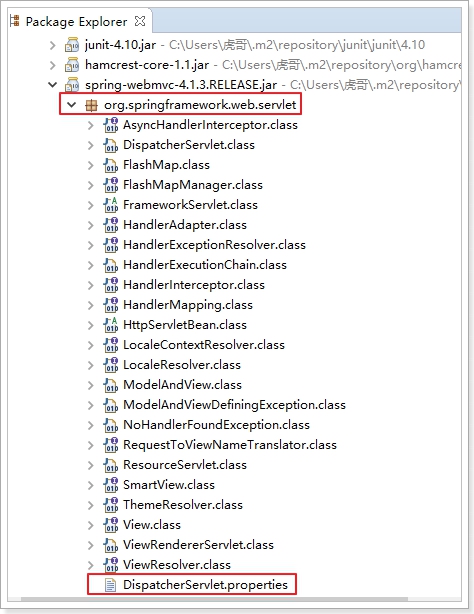 Package Explorer
junit-4.10.jar - C:\Users\虎哥\.m2\repository\junit\junit\4.10
hamcrest-core-1.1.jar - C:\Users\虎哥\.m2\repository\org\hamcr
spring-webmvc-4.1.3.RELEASE.jar - C:\Users\虎哥\.m2\repository\
org.springframework.web.servlet
AsyncHandlerInterceptor.class
DispatcherServlet.class
FlashMap.class
FlashMapManager.class
FrameworkServlet.class
HandlerAdapter.class
HandlerExceptionResolver.class
HandlerExecutionChain.class
HandlerInterceptor.class
HandlerMapping.class
HttpServletBean.class
LocaleContextResolver.class
LocaleResolver.class
ModelAndView.class
ModelAndViewDefiningException.class
NoHandlerFoundException.class
RequestToViewNameTranslator.class
ResourceServlet.class
SmartView.class
ThemeResolver.class
View.class
ViewRendererServlet.class
ViewResolver.class
DispatcherServlet.properties